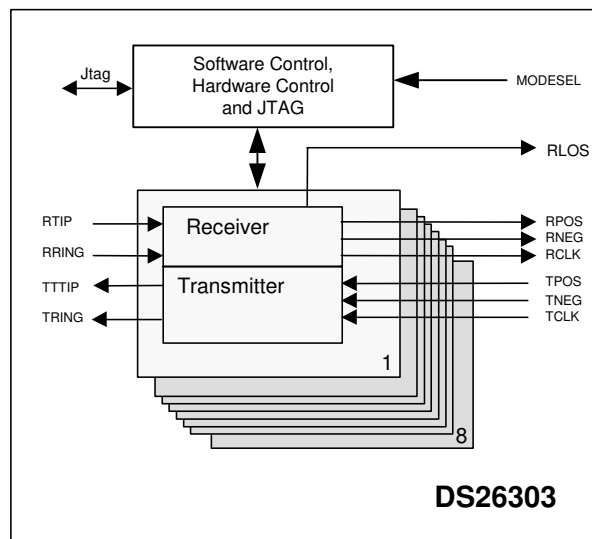 Software Control,
Hardware Control
and JTAG
Jtag
MODESEL
RLOS
RTIP
RRING
TTTIP
TRING
Receiver
Transmitter
RPOS
RNEG
RCLK
TPOS
TNEG
TCLK
1
8
DS26303